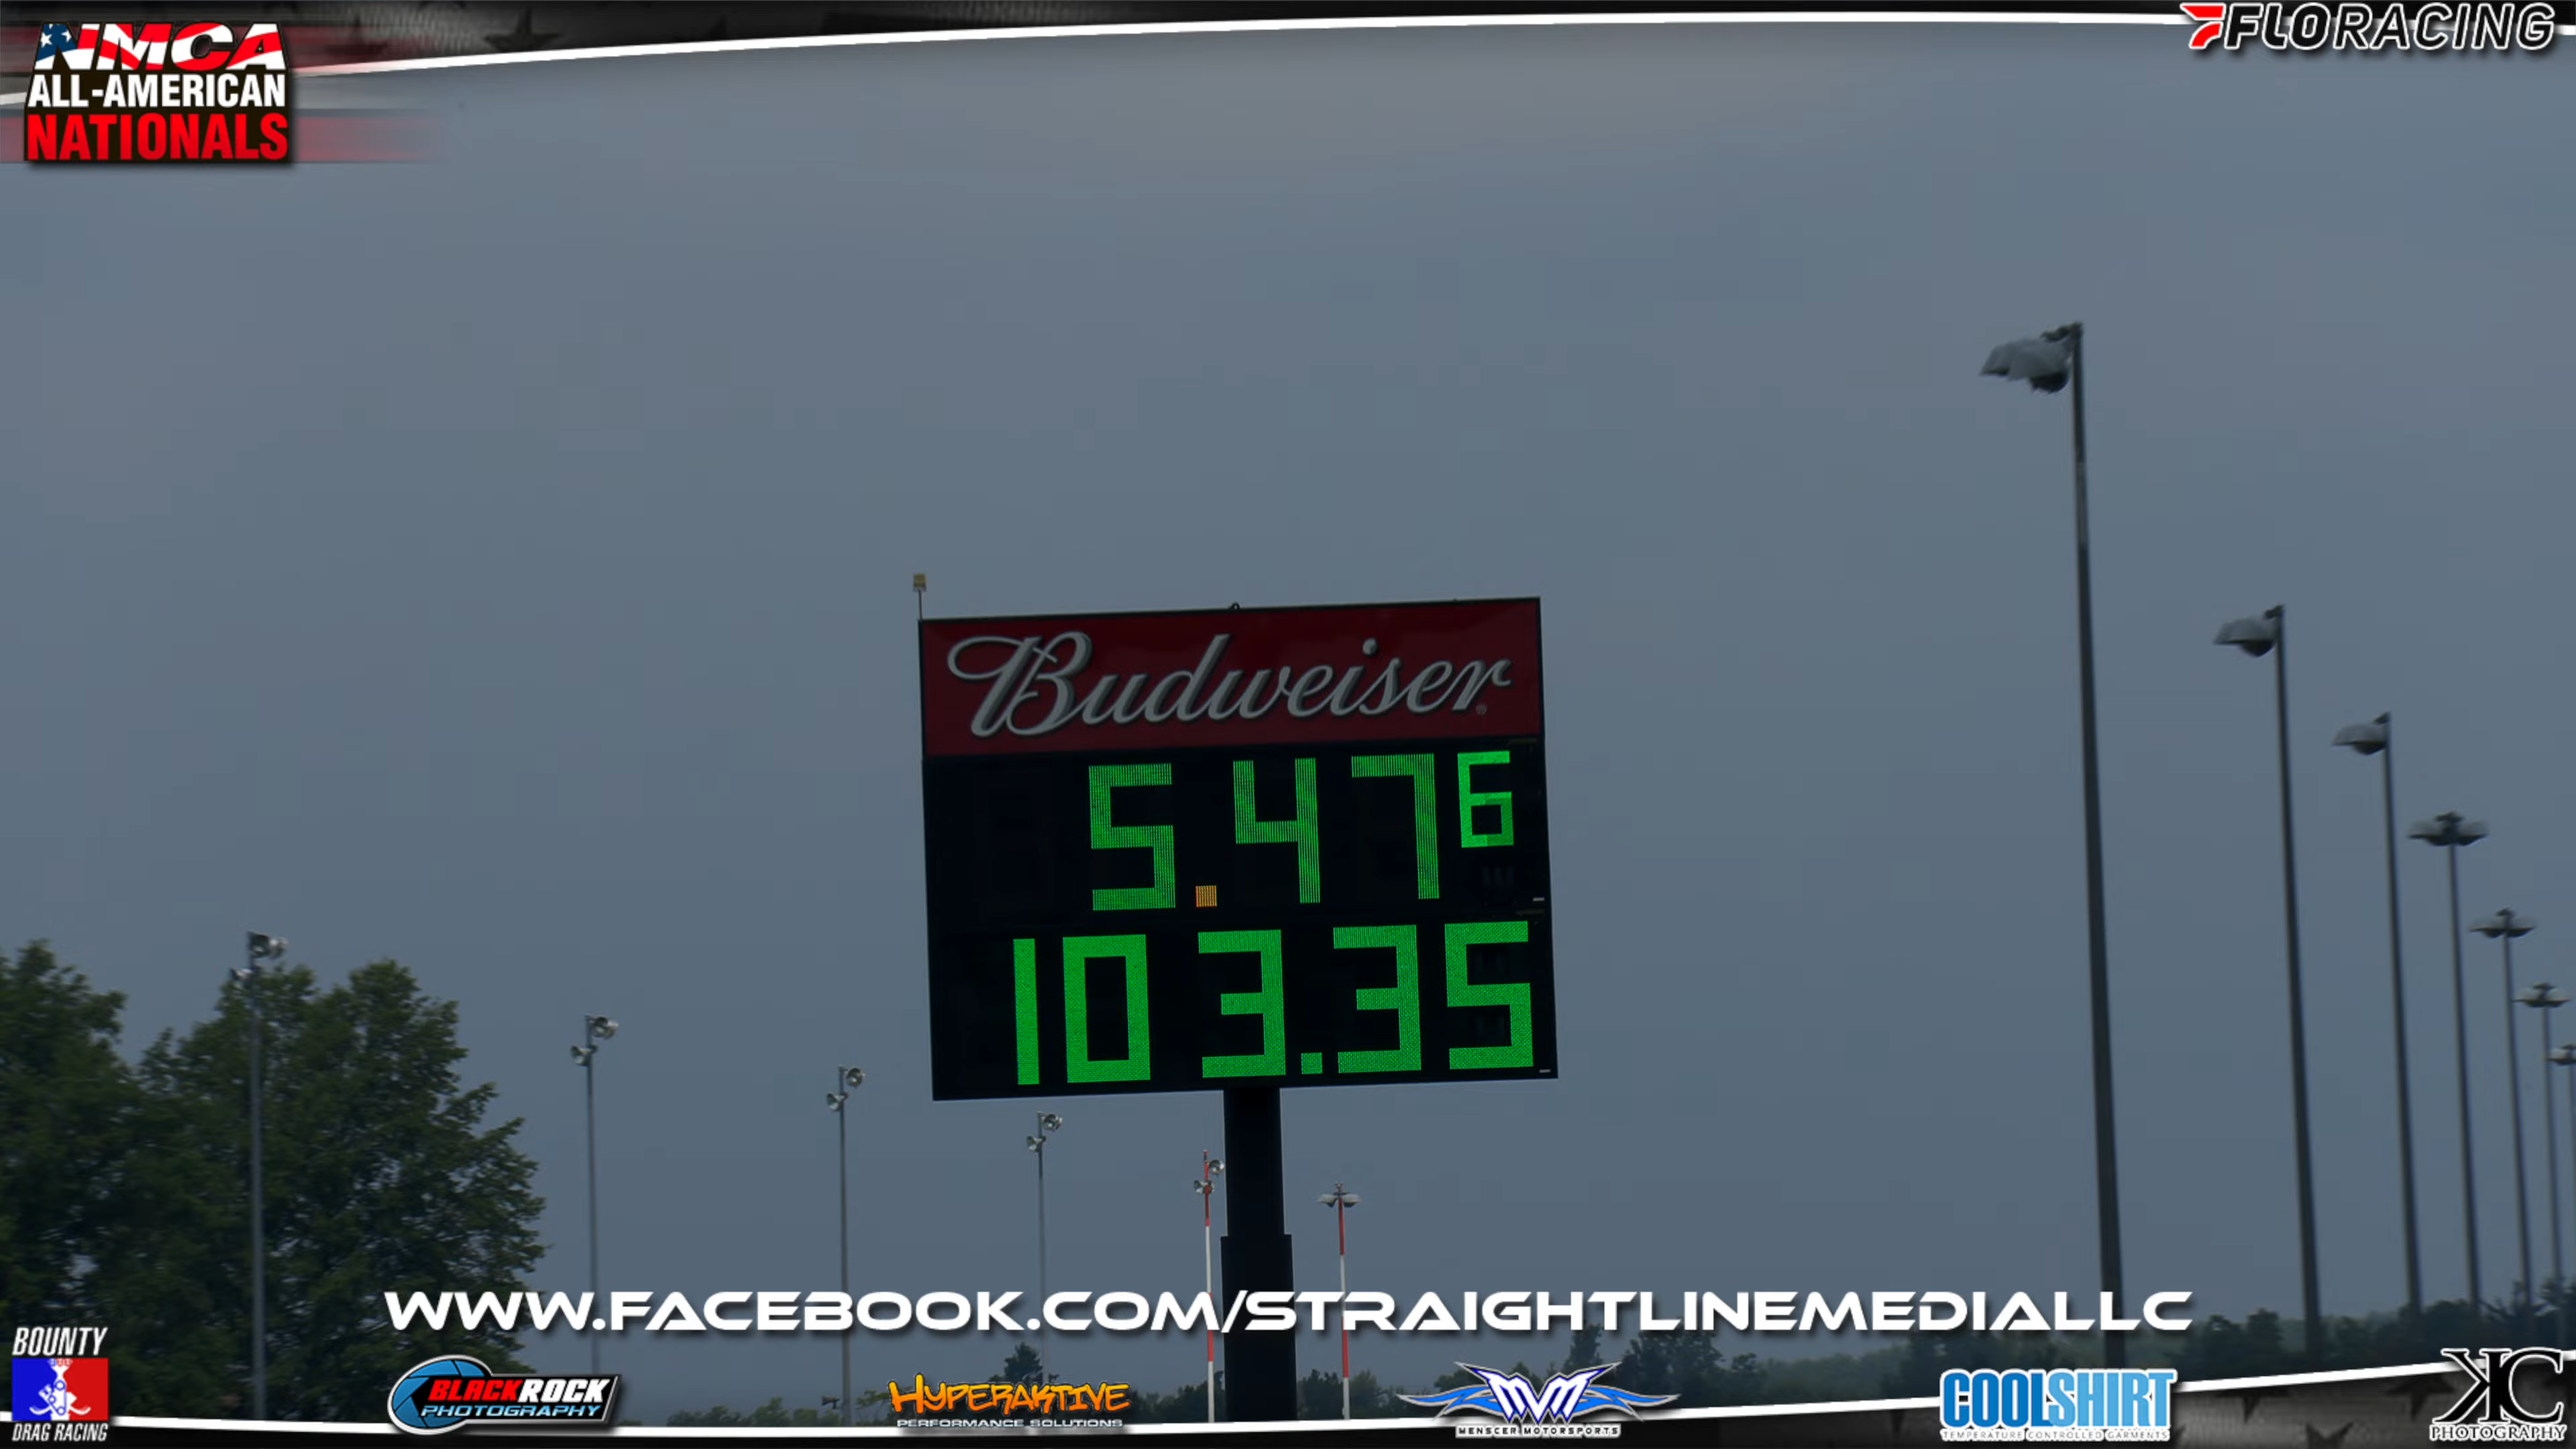 NMCA
ALL-AMERICAN
NATIONALS
FLORACING
Budweiser
5.476
103.35
WWW.FACEBOOK.COM/STRAIGHTLINEMEDIALLC
BOUNTY
DRAG RACING
BLACKROCK
PHOTOGRAPHY
HYPERAKTIVE
PERFORMANCE SOLUTIONS
MVM
MENSCER MOTORSPORTS
COOLSHIRT
TEMPERATURE CONTROLLED GARMENTS
KC
PHOTOGRAPHY